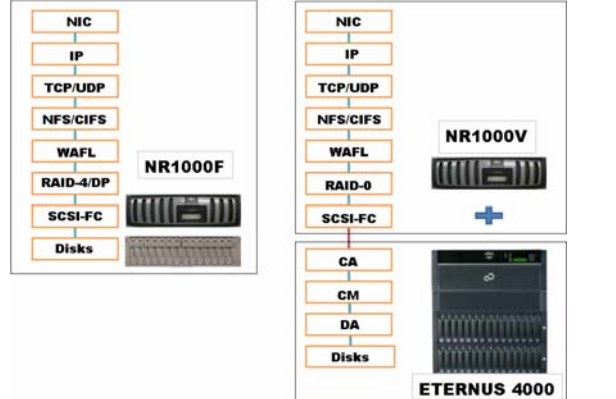 NIC
IP
TCP/UDP
NFS/CIFS
WAFL
RAID-4/DP
SCSI-FC
Disks
NR1000F
NIC
IP
TCP/UDP
NFS/CIFS
WAFL
RAID-0
SCSI-FC
NR1000V
CA
CM
DA
Disks
ETERNUS 4000